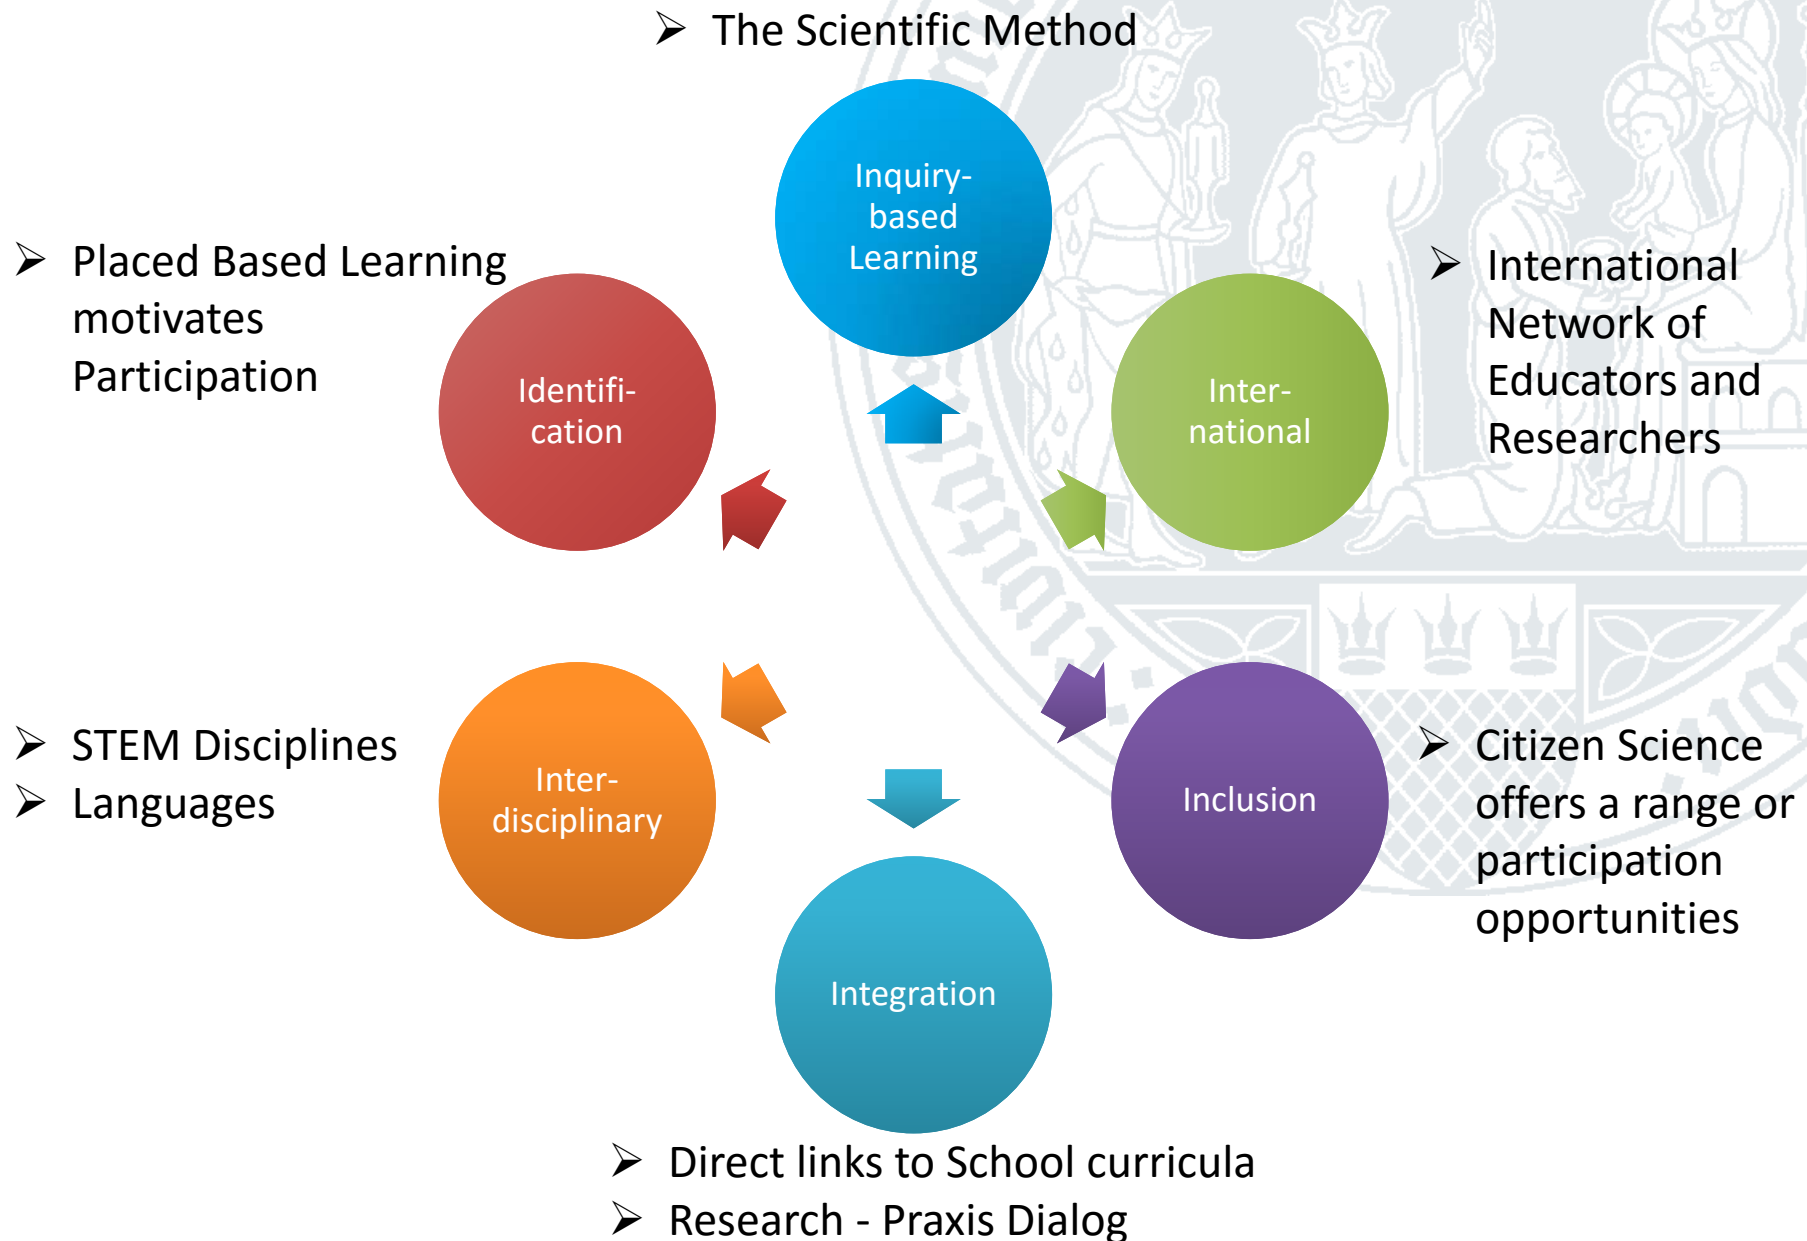 ➢ The Scientific Method
Inquiry-
based
Learning
➢ Placed Based Learning
motivates
Participation
Identifi-
cation
Inter-
national
➢ International
Network of
Educators and
Researchers
➢ STEM Disciplines
➢ Languages
Inter-
disciplinary
Inclusion
➢ Citizen Science
offers a range or
participation
opportunities
Integration
➢ Direct links to School curricula
➢ Research - Praxis Dialog